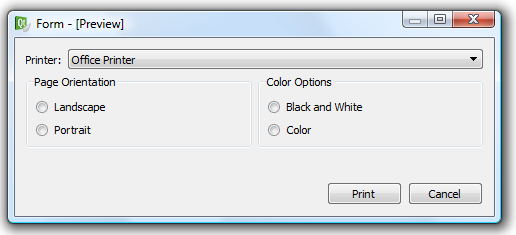 Form - [Preview]
Printer: Office Printer
Page Orientation
Landscape
Portrait
Color Options
Black and White
Color
Print Cancel